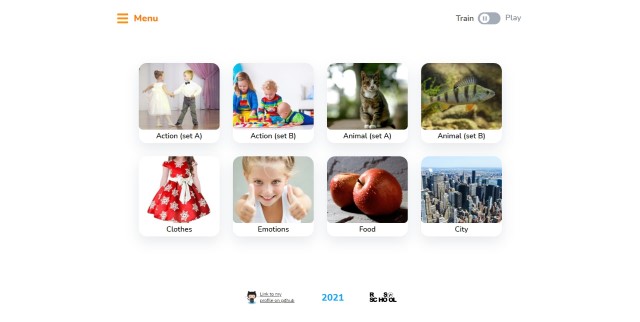 Menu
Train
Play
Action (set A)
Action (set B)
Animal (set A)
Animal (set B)
Clothes
Emotions
Food
City
Link to my
profile on github
2021
R S
SCHOOL